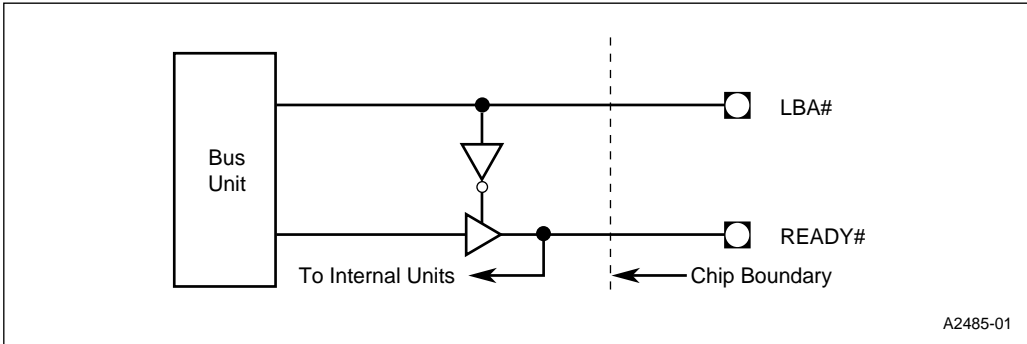 LBA#
Bus
Unit
READY#
To Internal Units
Chip Boundary
A2485-01